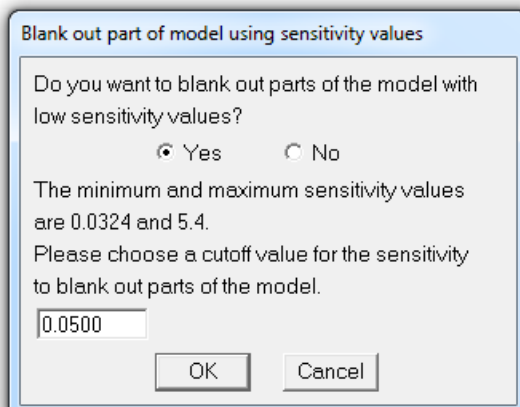 Blank out part of model using sensitivity values
Do you want to blank out parts of the model with
low sensitivity values?
Yes No
The minimum and maximum sensitivity values
are 0.0324 and 5.4.
Please choose a cutoff value for the sensitivity
to blank out parts of the model.
0.0500
OK Cancel